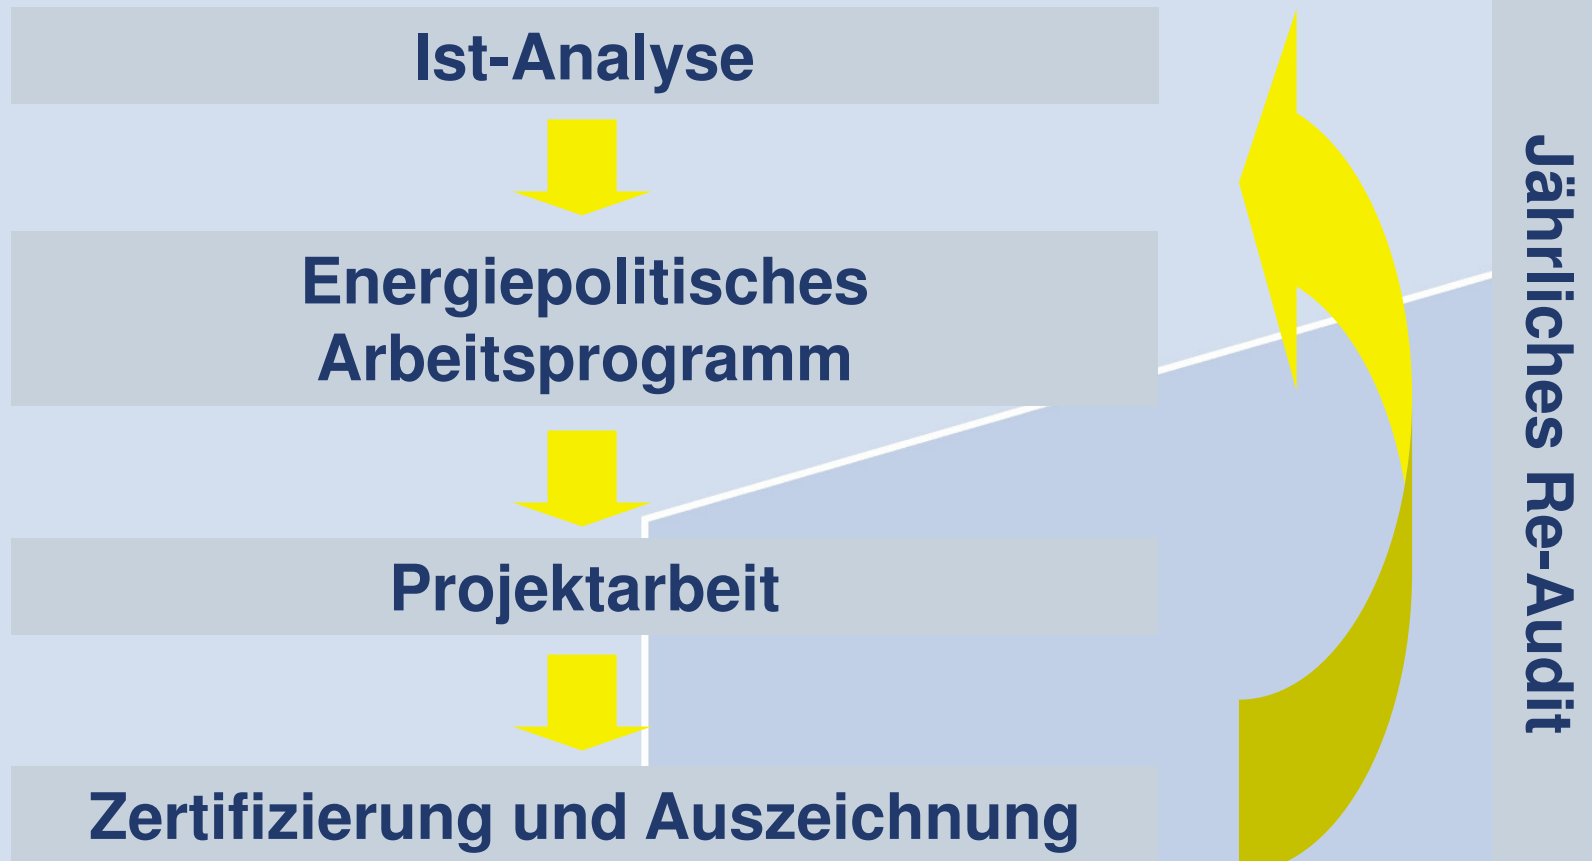 Ist-Analyse
Energiepolitisches
Arbeitsprogramm
Projektarbeit
Zertifizierung und Auszeichnung
Jährliches Re-Audit